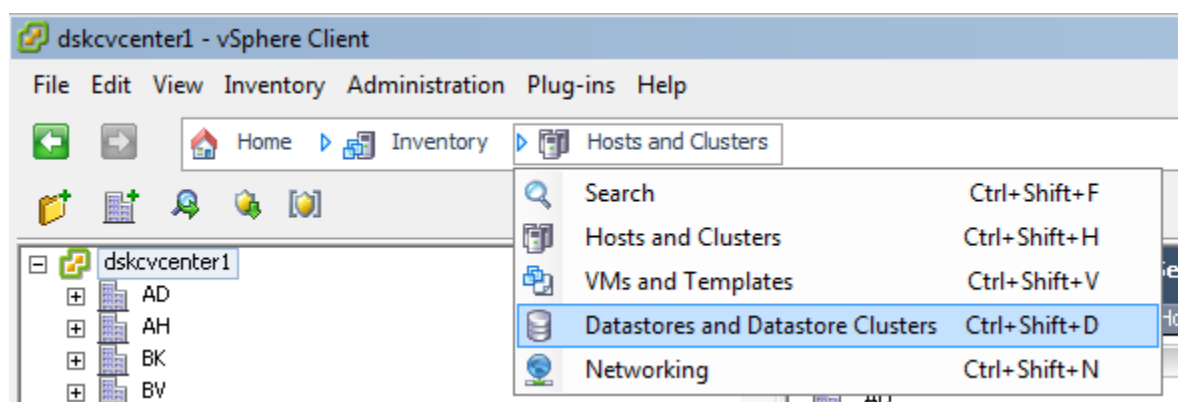 dskcvcenter1 - vSphere Client
File Edit View Inventory Administration Plug-ins Help
Home Inventory Hosts and Clusters
Search Ctrl+Shift+F
Hosts and Clusters Ctrl+Shift+H
VMs and Templates Ctrl+Shift+V
Datastores and Datastore Clusters Ctrl+Shift+D
Networking Ctrl+Shift+N
dskcvcenter1
AD
AH
BK
BV